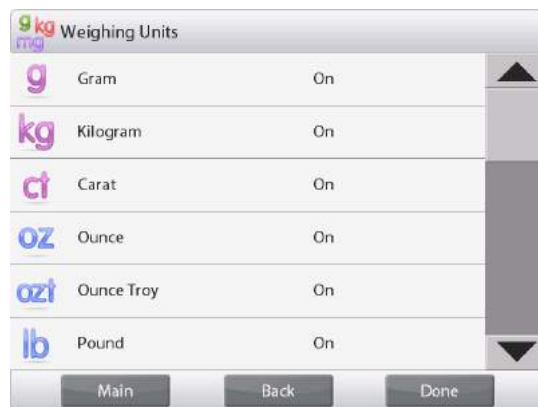 g kg mg Weighing Units
g Gram On
kg Kilogram On
ct Carat On
oz Ounce On
ozt Ounce Troy On
lb Pound On
Main Back Done